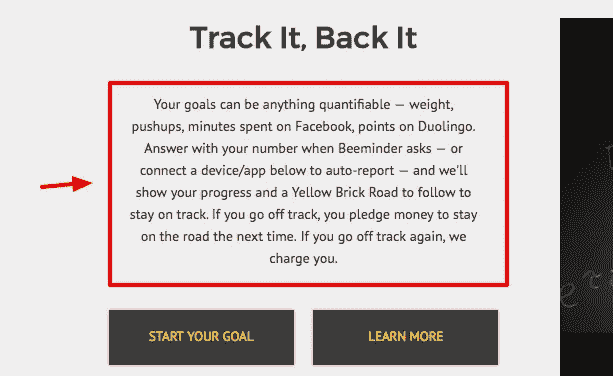 Track It, Back It
Your goals can be anything quantifiable — weight,
pushups, minutes spent on Facebook, points on Duolingo.
Answer with your number when Beeminder asks — or
connect a device/app below to auto-report — and we'll
show your progress and a Yellow Brick Road to follow to
stay on track. If you go off track, you pledge money to stay
on the road the next time. If you go off track again, we
charge you.
START YOUR GOAL
LEARN MORE